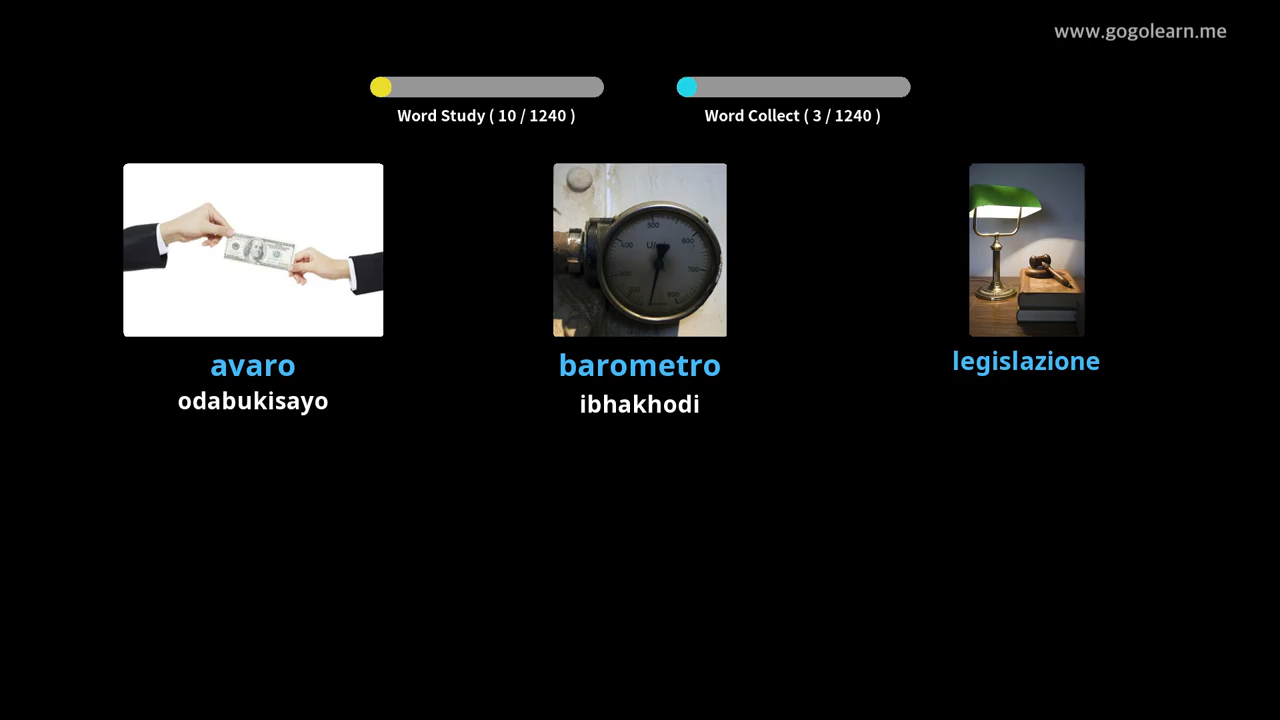 www.gogolearn.me
Word Study ( 10 / 1240 )
Word Collect ( 3 / 1240 )
avaro
odabukisayo
barometro
ibhakhodi
legislazione